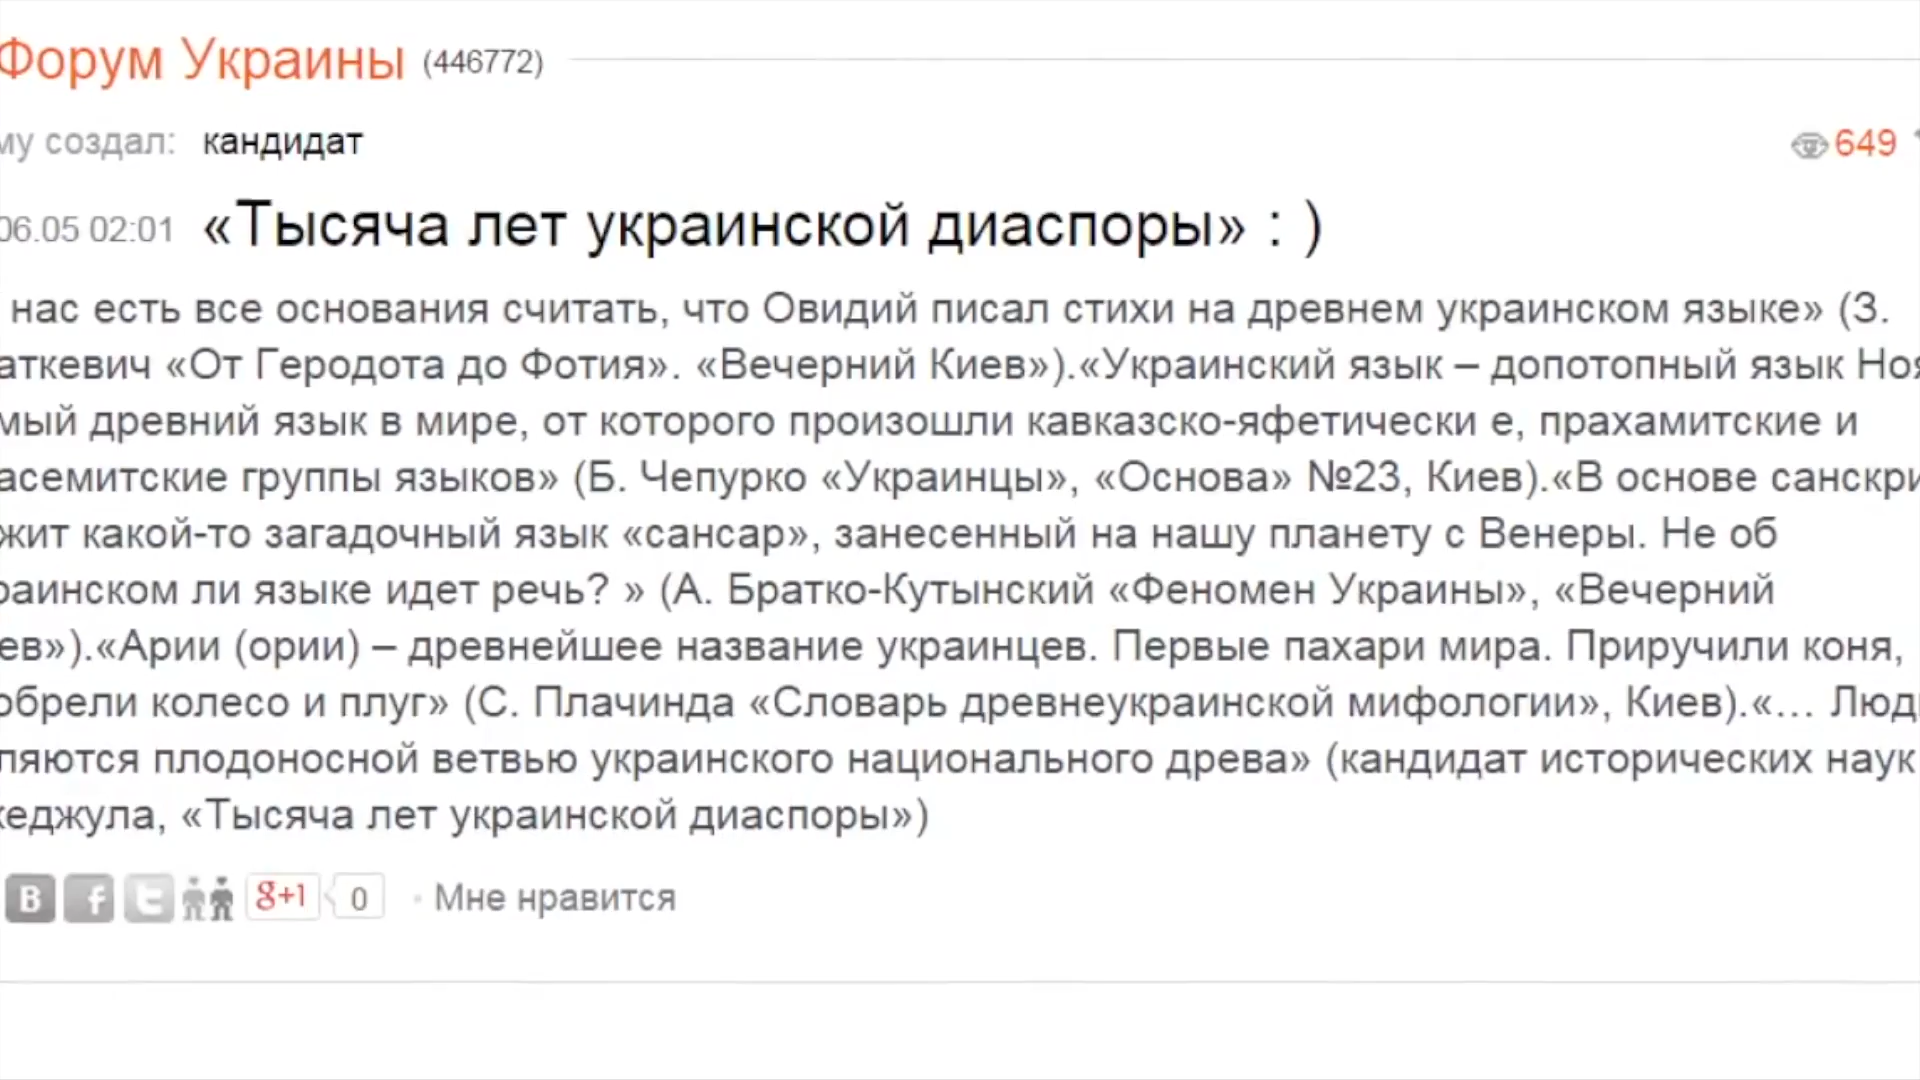 Форум Украины (446772)
му создал: кандидат 649
06.05 02:01 «Тысяча лет украинской диаспоры» : )
нас есть все основания считать, что Овидий писал стихи на древнем украинском языке» (З.
аткевич «От Геродота до Фотия». «Вечерний Киев»).«Украинский язык – допотопный язык Ноя
мый древний язык в мире, от которого произошли кавказско-яфетически е, прахамитские и
асемитские группы языков» (Б. Чепурко «Украинцы», «Основа» №23, Киев).«В основе санскри
жит какой-то загадочный язык «сансар», занесенный на нашу планету с Венеры. Не об
раинском ли языке идет речь? » (А. Братко-Кутынский «Феномен Украины», «Вечерний
ев»).«Арии (ории) – древнейшее название украинцев. Первые пахари мира. Приручили коня,
обрели колесо и плуг» (С. Плачинда «Словарь древнеукраинской мифологии», Киев).«… Люд
ляются плодоносной ветвью украинского национального древа» (кандидат исторических наук
кеджула, «Тысяча лет украинской диаспоры»)
B f t g+1 0 Мне нравится